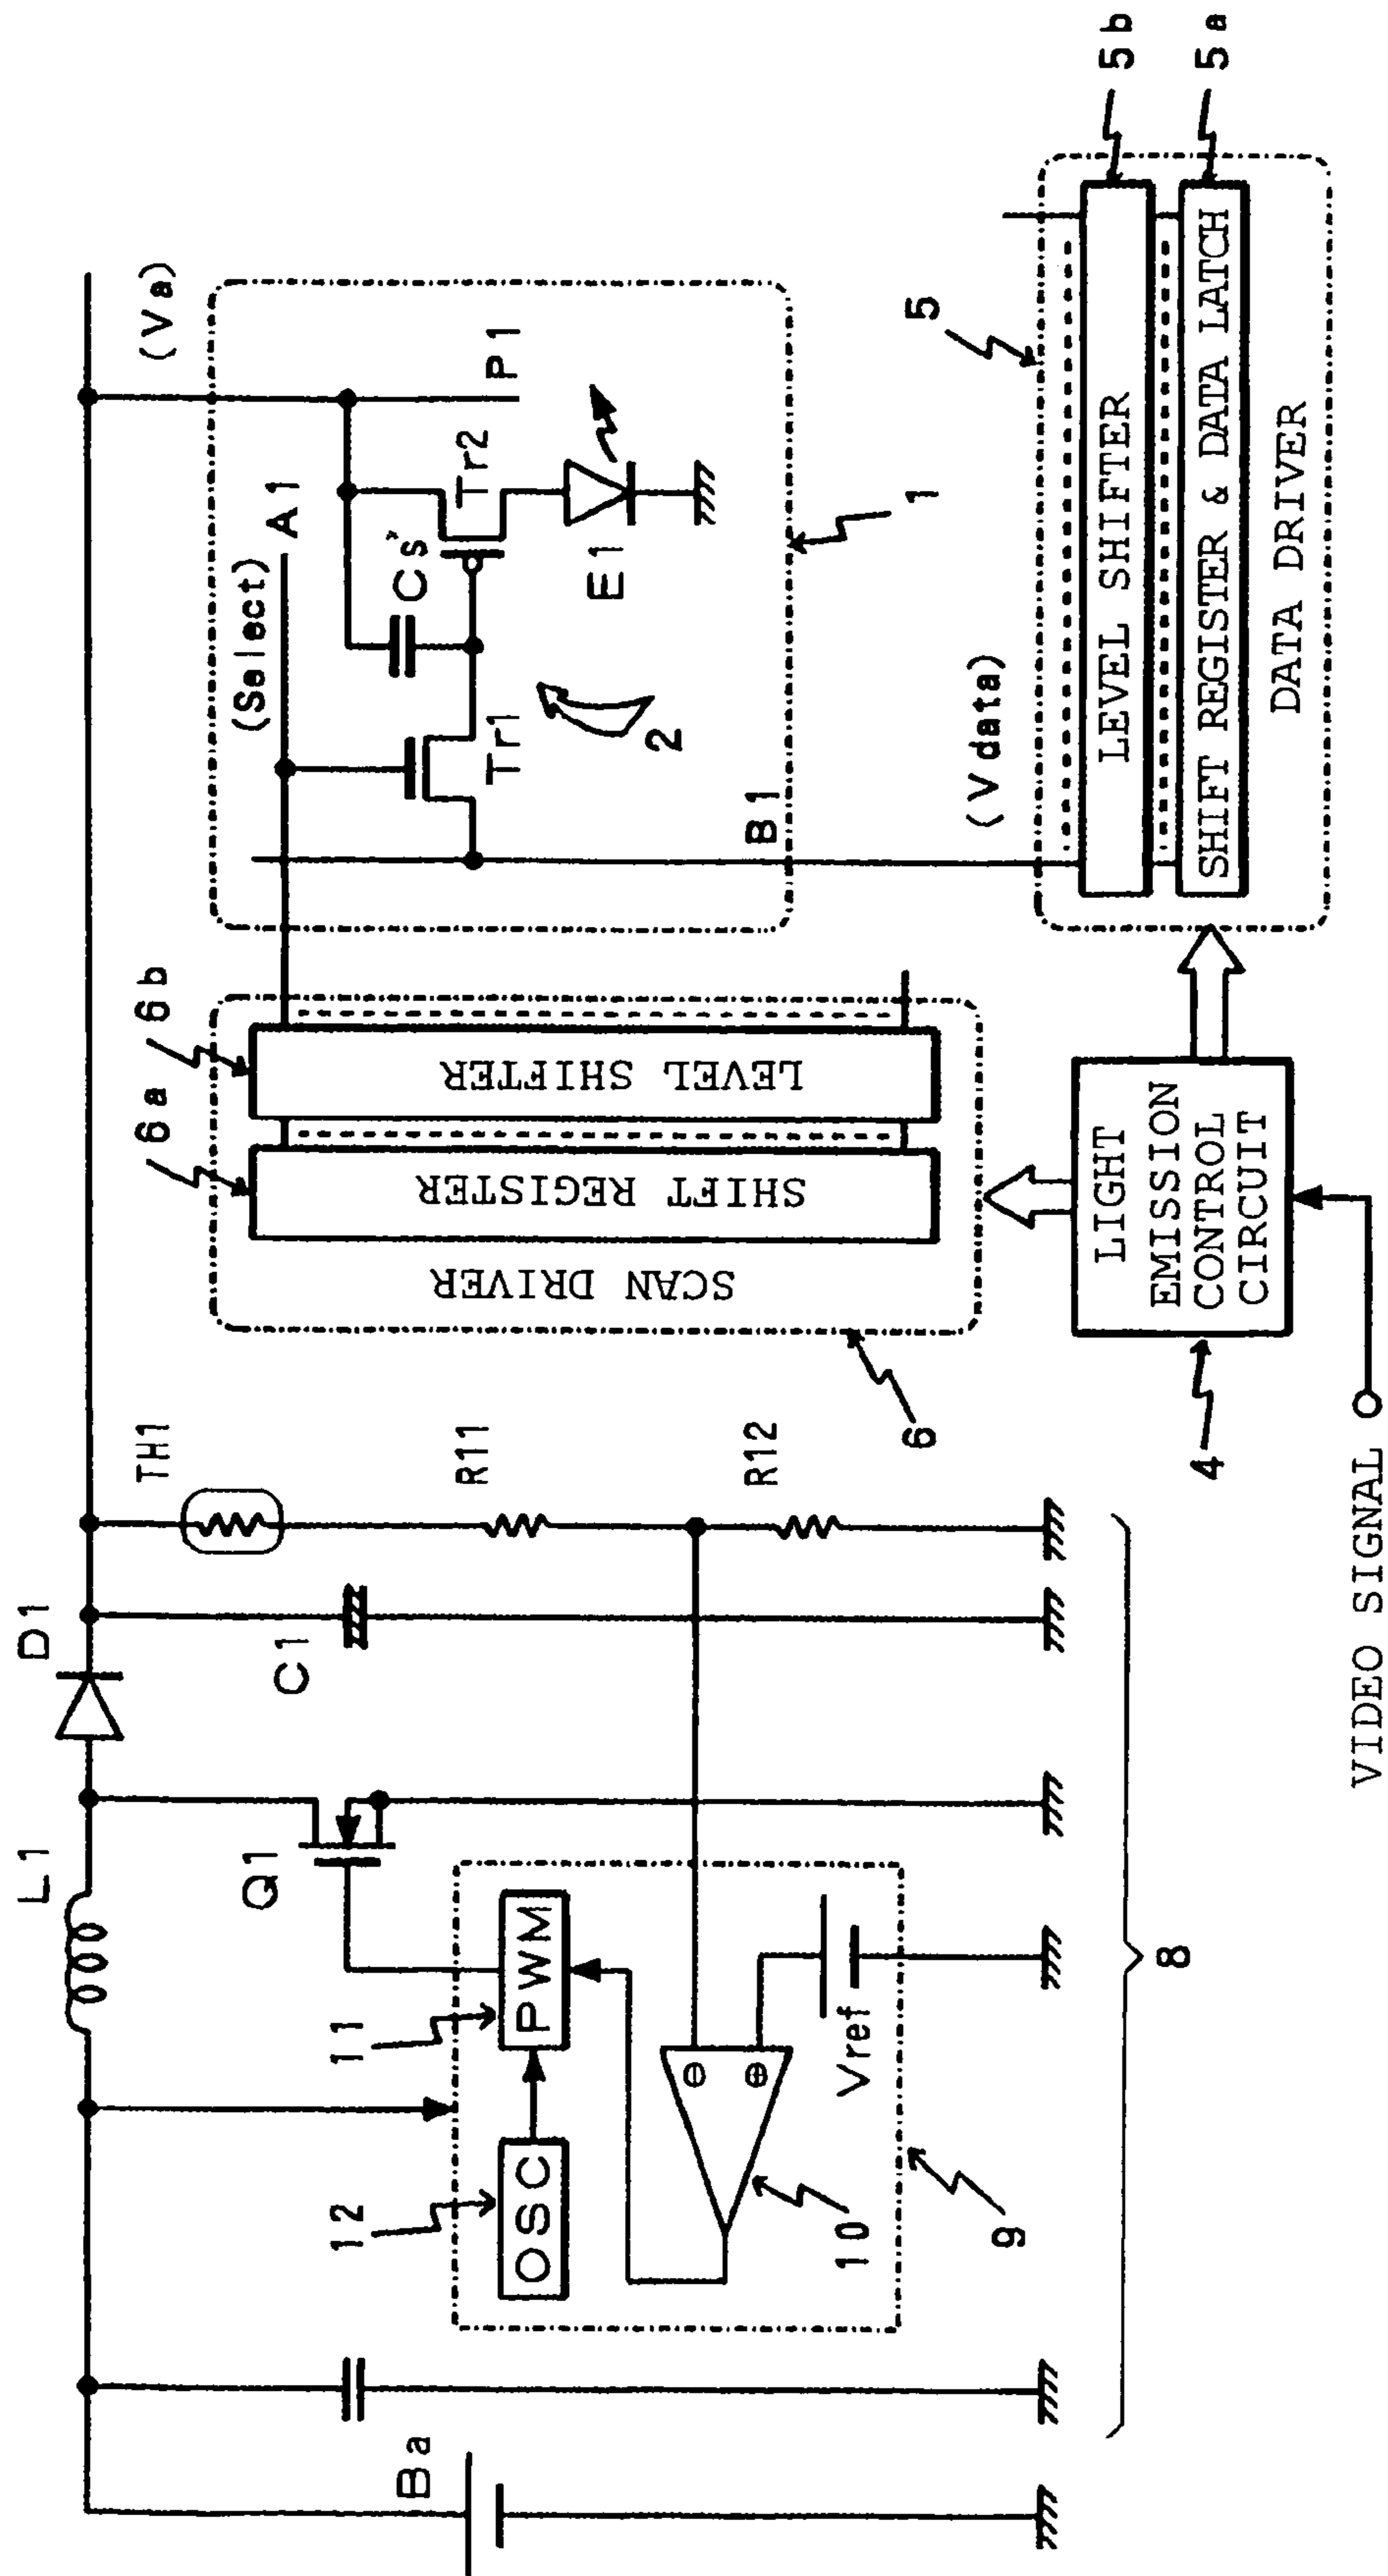 L1
D1
TH1
(Va)
Ba
12
OSC
11
PWM
Q1
C1
R11
R12
10
Vref
9
8
6a
6b
SHIFT REGISTER
LEVEL SHIFTER
SCAN DRIVER
6
(Select)
A1
Cs
Tr2
P1
Tr1
2
E1
B1
1
(Vdata)
5
LEVEL SHIFTER
5b
SHIFT REGISTER & DATA LATCH
5a
DATA DRIVER
LIGHT
EMISSION
CONTROL
CIRCUIT
4
VIDEO SIGNAL